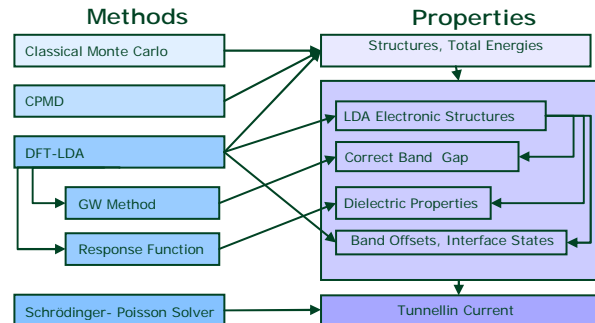 Methods
Properties
Classical Monte Carlo
Structures, Total Energies
CPMD
LDA Electronic Structures
DFT-LDA
Correct Band Gap
GW Method
Dielectric Properties
Response Function
Band Offsets, Interface States
Schrödinger- Poisson Solver
Tunnellin Current